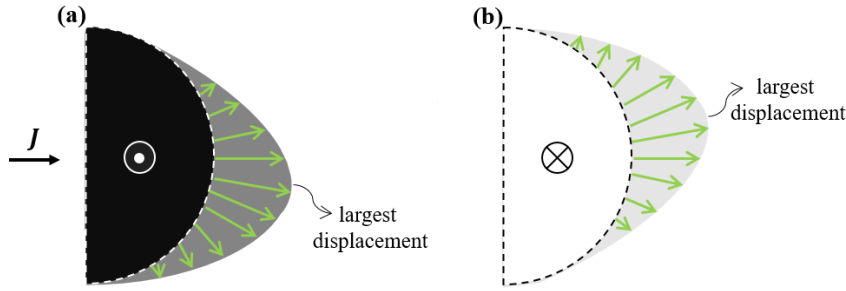 (a)
J
largest
displacement
(b)
largest
displacement